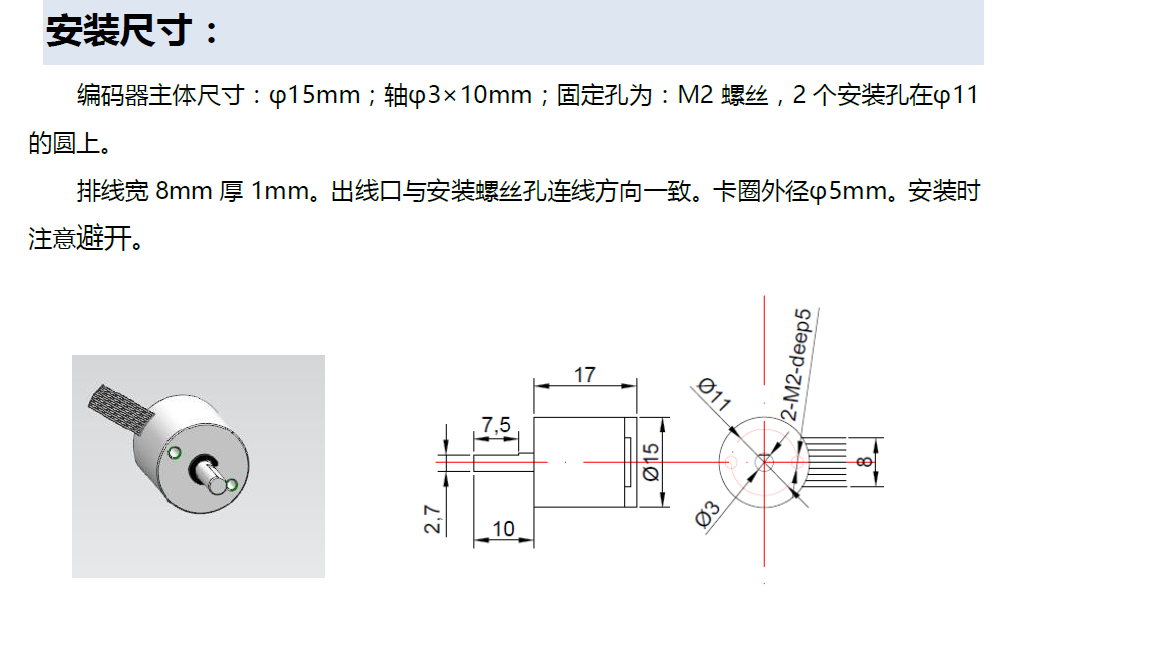 安装尺寸：
编码器主体尺寸：φ15mm；轴φ3×10mm；固定孔为：M2 螺丝，2 个安装孔在φ11
的圆上。
排线宽 8mm 厚 1mm。出线口与安装螺丝孔连线方向一致。卡圈外径φ5mm。安装时
注意避开。
17
7,5
Ø15
2,7
10
Ø11
2-M2-deep5
8
Ø3